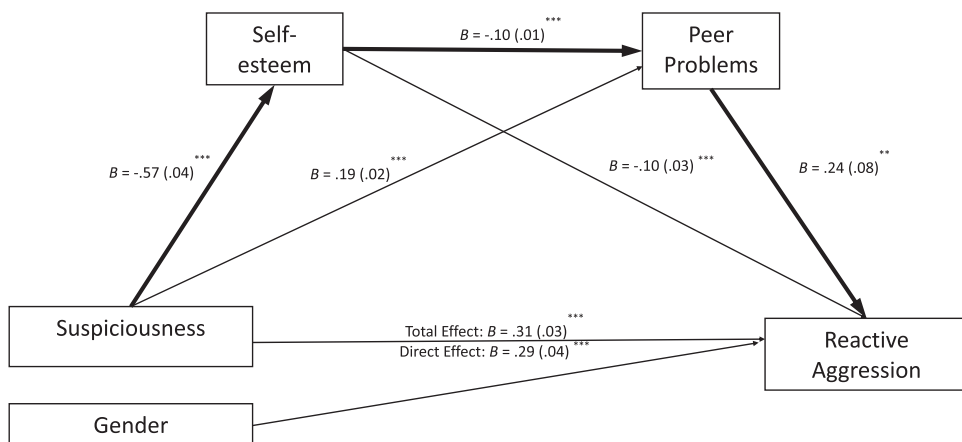 Self-
esteem
B = -.10 (.01)***
Peer
Problems
B = -.57 (.04)***
B = .19 (.02)***
B = -.10 (.03)***
B = .24 (.08)**
Suspiciousness
Total Effect: B = .31 (.03)***
Direct Effect: B = .29 (.04)***
Reactive
Aggression
Gender